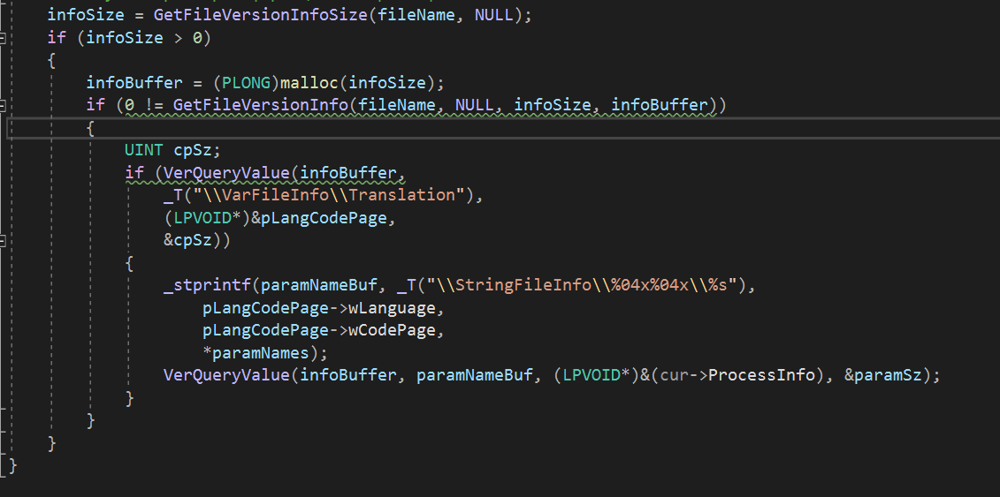 infoSize = GetFileVersionInfoSize(fileName, NULL);
if (infoSize > 0)
{
infoBuffer = (PLONG)malloc(infoSize);
if (0 != GetFileVersionInfo(fileName, NULL, infoSize, infoBuffer))
{
UINT cpSz;
if (VerQueryValue(infoBuffer,
_T("\\VarFileInfo\\Translation"),
(LPVOID*)&pLangCodePage,
&cpSz))
{
_stprintf(paramNameBuf, _T("\\StringFileInfo\\%04x%04x\\%s"),
pLangCodePage->wLanguage,
pLangCodePage->wCodePage,
*paramNames);
VerQueryValue(infoBuffer, paramNameBuf, (LPVOID*)&(cur->ProcessInfo), &paramSz);
}
}
}
}